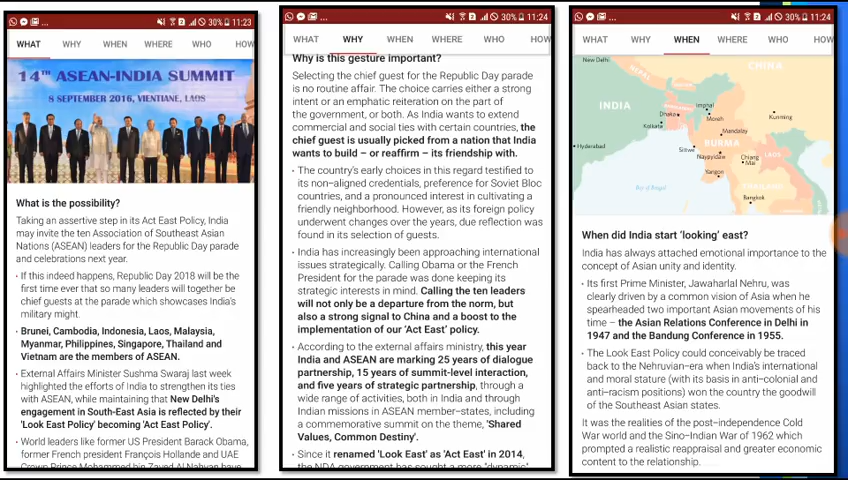 30% 11:23
WHAT WHY WHEN WHERE WHO HOW
14TH ASEAN-INDIA SUMMIT
8 SEPTEMBER 2016, VIENTIANE, LAOS
What is the possibility?
Taking an assertive step in its Act East Policy, India
may invite the ten Association of Southeast Asian
Nations (ASEAN) leaders for the Republic Day parade
and celebrations next year.
• If this indeed happens, Republic Day 2018 will be the
first time ever that so many leaders will together be
chief guests at the parade which showcases India's
military might.
• Brunei, Cambodia, Indonesia, Laos, Malaysia,
Myanmar, Philippines, Singapore, Thailand and
Vietnam are the members of ASEAN.
• External Affairs Minister Sushma Swaraj last week
highlighted the efforts of India to strengthen its ties
with ASEAN, while maintaining that New Delhi's
engagement in South-East Asia is reflected by their
'Look East Policy' becoming 'Act East Policy'.
• World leaders like former US President Barack Obama,
former French president François Hollande and UAE
Crown Prince Mohammed bin Zayed Al Nahyan have
30% 11:24
WHAT WHY WHEN WHERE WHO HOW
Why is this gesture important?
Selecting the chief guest for the Republic Day parade
is no routine affair. The choice carries either a strong
intent or an emphatic reiteration on the part of
the government, or both. As India wants to extend
commercial and social ties with certain countries, the
chief guest is usually picked from a nation that India
wants to build – or reaffirm – its friendship with.
• The country's early choices in this regard testified to
its non-aligned credentials, preference for Soviet Bloc
countries, and a pronounced interest in cultivating a
friendly neighborhood. However, as its foreign policy
underwent changes over the years, due reflection was
found in its selection of guests.
• India has increasingly been approaching international
issues strategically. Calling Obama or the French
President for the parade was done keeping its
strategic interests in mind. Calling the ten leaders
will not only be a departure from the norm, but
also a strong signal to China and a boost to the
implementation of our 'Act East' policy.
• According to the external affairs ministry, this year
India and ASEAN are marking 25 years of dialogue
partnership, 15 years of summit-level interaction,
and five years of strategic partnership, through a
wide range of activities, both in India and through
Indian missions in ASEAN member-states, including
a commemorative summit on the theme, 'Shared
Values, Common Destiny'.
• Since it renamed 'Look East' as 'Act East' in 2014,
the NDA government has sought a more "dynamic"
30% 11:24
WHAT WHY WHEN WHERE WHO HOW
New Delhi
NEPAL
CHINA
INDIA
Dhaka
Imphal
Kolkata
Kunming
Mandalay
Hyderabad
BURMA
Sittwe
Naypyidaw
Chiang
Mai
LAOS
Yangon
Bay of Bengal
THAILAND
Bangkok
When did India start 'looking' east?
India has always attached emotional importance to the
concept of Asian unity and identity.
• Its first Prime Minister, Jawaharlal Nehru, was
clearly driven by a common vision of Asia when he
spearheaded two important Asian movements of his
time – the Asian Relations Conference in Delhi in
1947 and the Bandung Conference in 1955.
• The Look East Policy could conceivably be traced
back to the Nehruvian-era when India's international
and moral stature (with its basis in anti-colonial and
anti-racism positions) won the country the goodwill
of the Southeast Asian states.
It was the realities of the post-independence Cold
War world and the Sino-Indian War of 1962 which
prompted a realistic reappraisal and greater economic
content to the relationship.